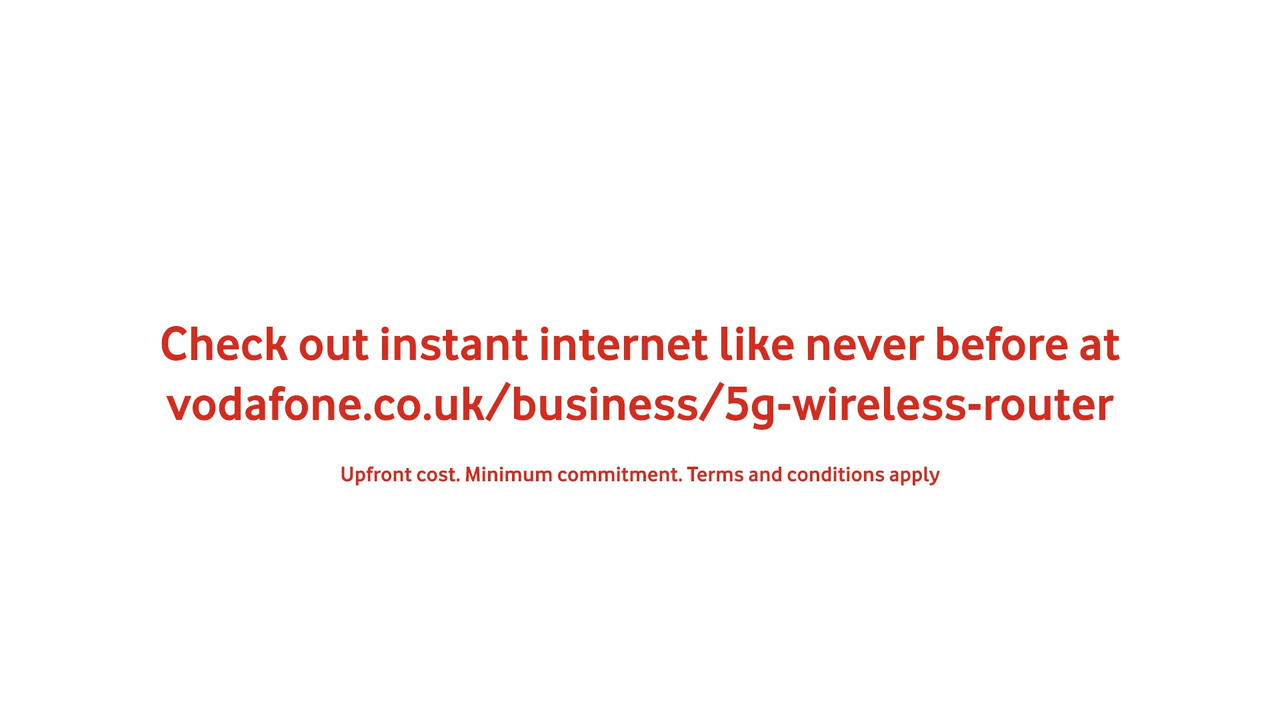 Check out instant internet like never before at
vodafone.co.uk/business/5g-wireless-router
Upfront cost. Minimum commitment. Terms and conditions apply